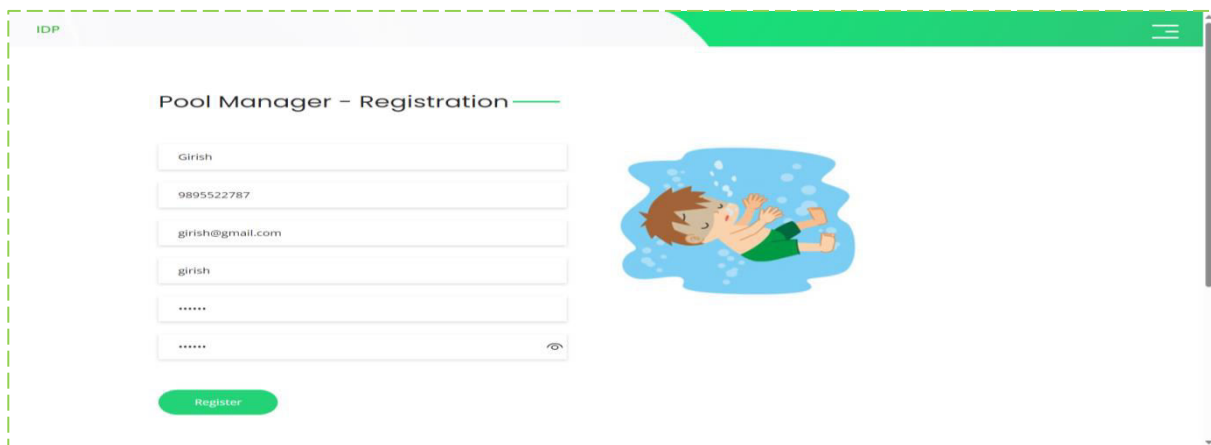 IDP
Pool Manager - Registration
Girish
9895522787
girish@gmail.com
girish
••••••
••••••
Register